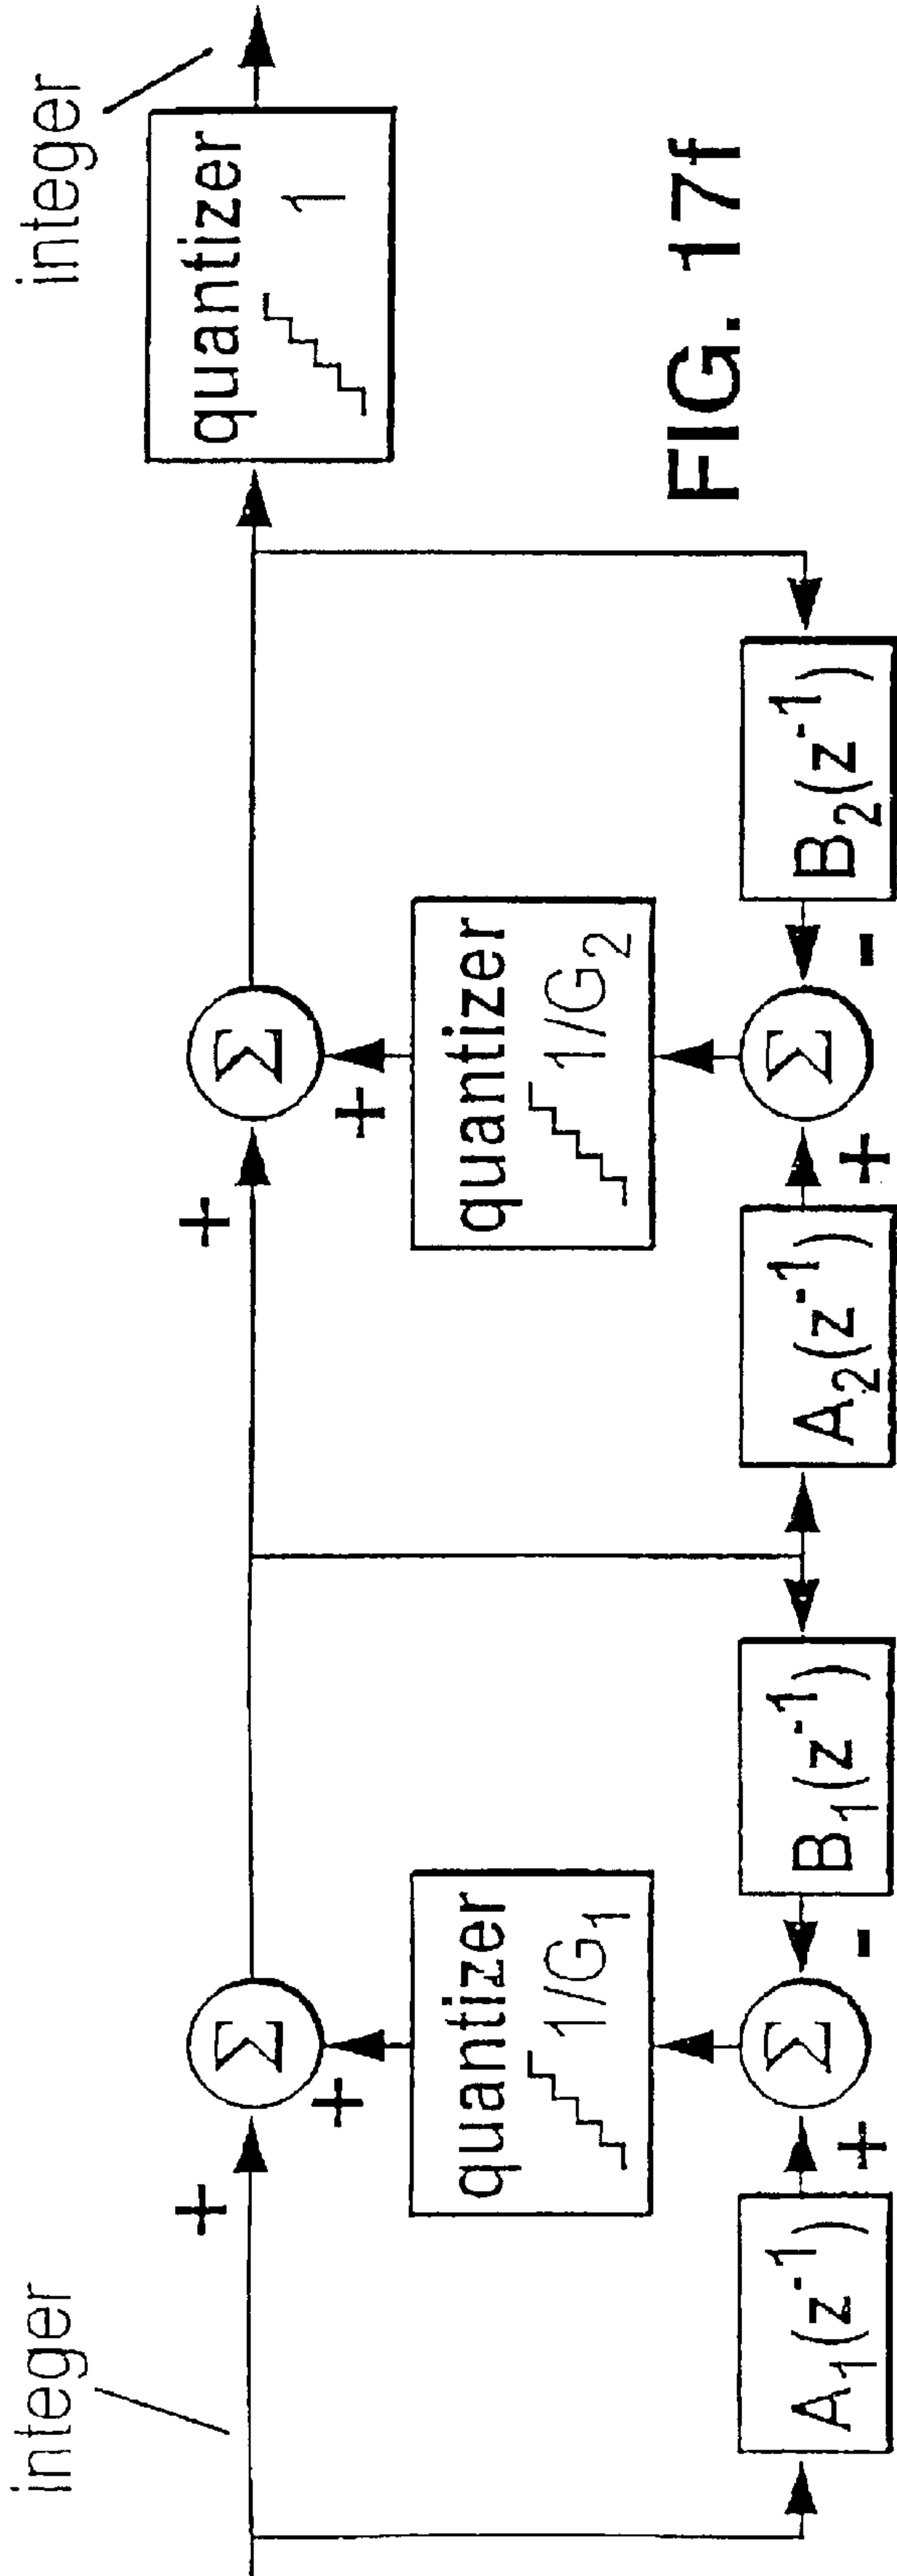 integer
integer
+
Σ
+
quantizer
1/G₁
A₁(z⁻¹)
+
Σ
-
B₁(z⁻¹)
+
Σ
+
quantizer
1/G₂
A₂(z⁻¹)
+
Σ
-
B₂(z⁻¹)
quantizer
1
FIG. 17f